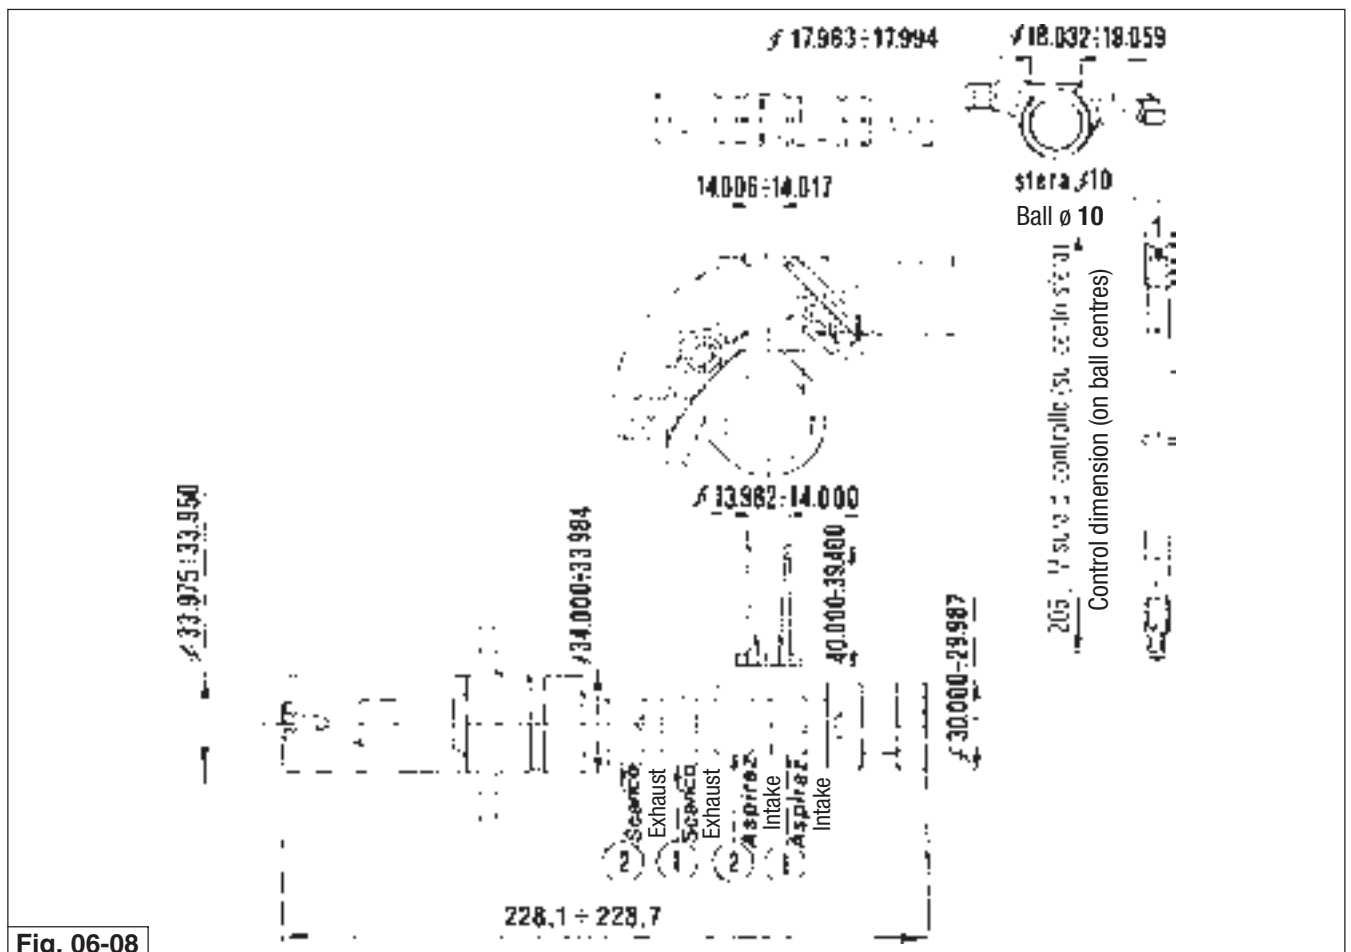 ø 17.983÷17.994
ø 18.032÷18.059
14.006÷14.017
sfera ø10
Ball ø 10
Control dimension (on ball centres)
ø 13.982÷14.000
ø 33.975÷33.950
ø 34.000÷33.984
40.000-39.400
ø 30.000-29.987
Scarico
Exhaust
Scarico
Exhaust
Aspiraz.
Intake
Aspiraz.
Intake
2
1
2
1
228,1 ÷ 228,7
Fig. 06-08